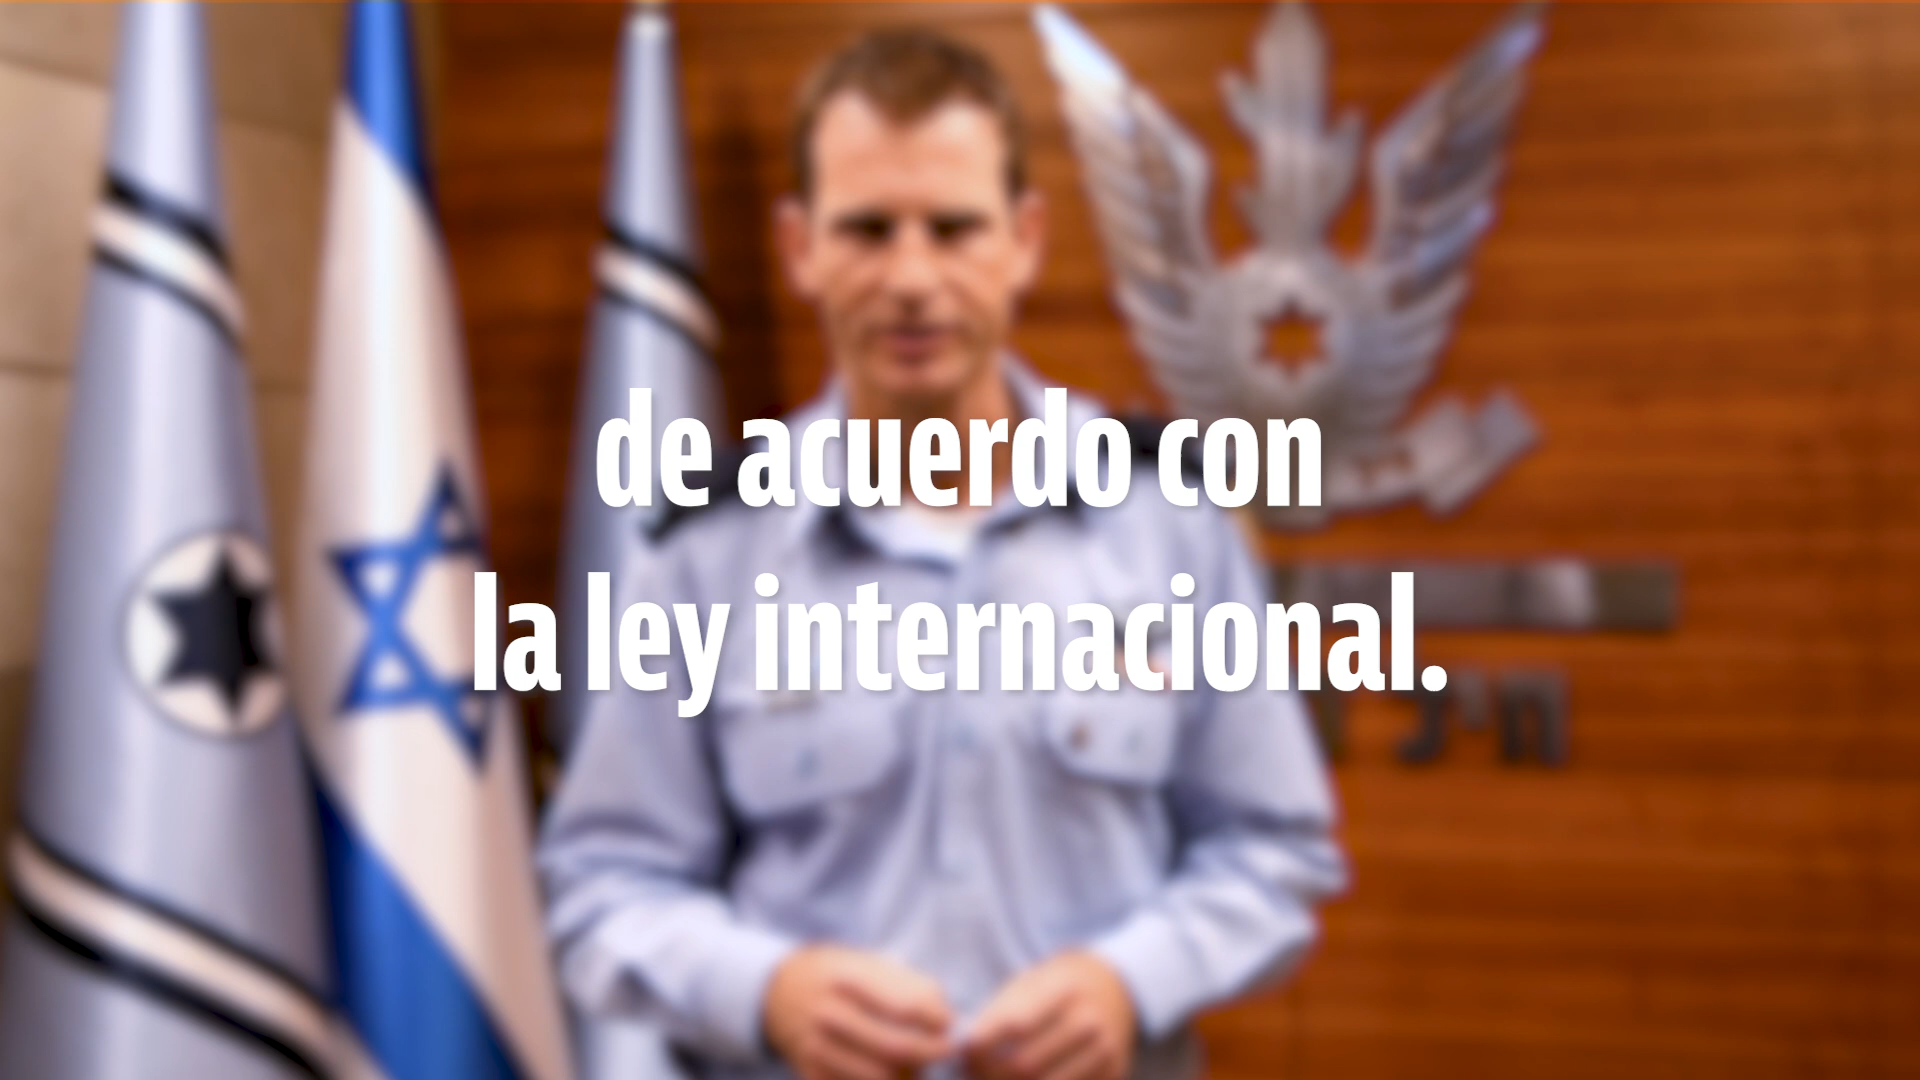 de acuerdo con
la ley internacional.